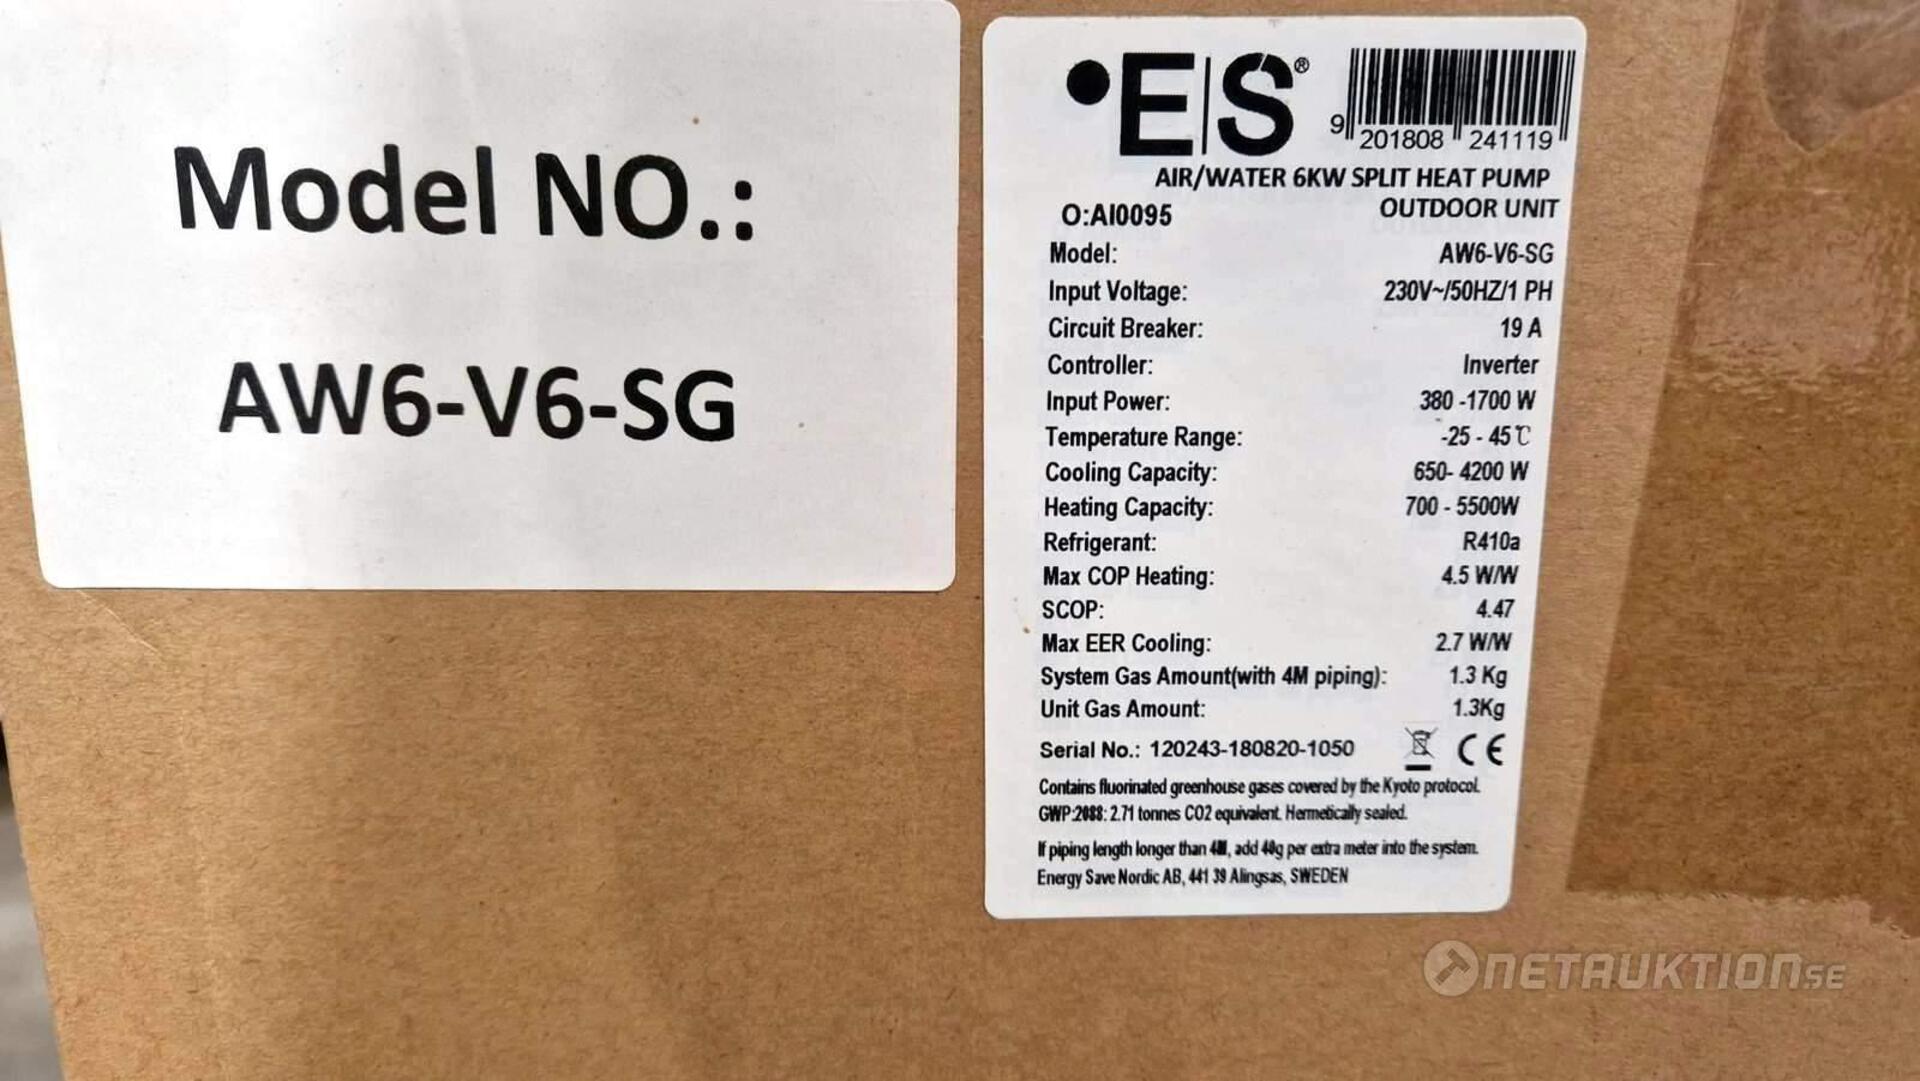 Model NO.:
AW6-V6-SG
E|S®
9 201808 241119
AIR/WATER 6KW SPLIT HEAT PUMP
OUTDOOR UNIT
O:AI0095
Model: AW6-V6-SG
Input Voltage: 230V~/50HZ/1 PH
Circuit Breaker: 19 A
Controller: Inverter
Input Power: 380 -1700 W
Temperature Range: -25 - 45℃
Cooling Capacity: 650- 4200 W
Heating Capacity: 700 - 5500W
Refrigerant: R410a
Max COP Heating: 4.5 W/W
SCOP: 4.47
Max EER Cooling: 2.7 W/W
System Gas Amount(with 4M piping): 1.3 Kg
Unit Gas Amount: 1.3Kg
Serial No.: 120243-180820-1050 CE
Contains fluorinated greenhouse gases covered by the Kyoto protocol.
GWP:2088: 2.71 tonnes CO2 equivalent. Hermetically sealed.
If piping length longer than 4M, add 40g per extra meter into the system.
Energy Save Nordic AB, 441 39 Alingsas, SWEDEN
NETAUKTION.SE